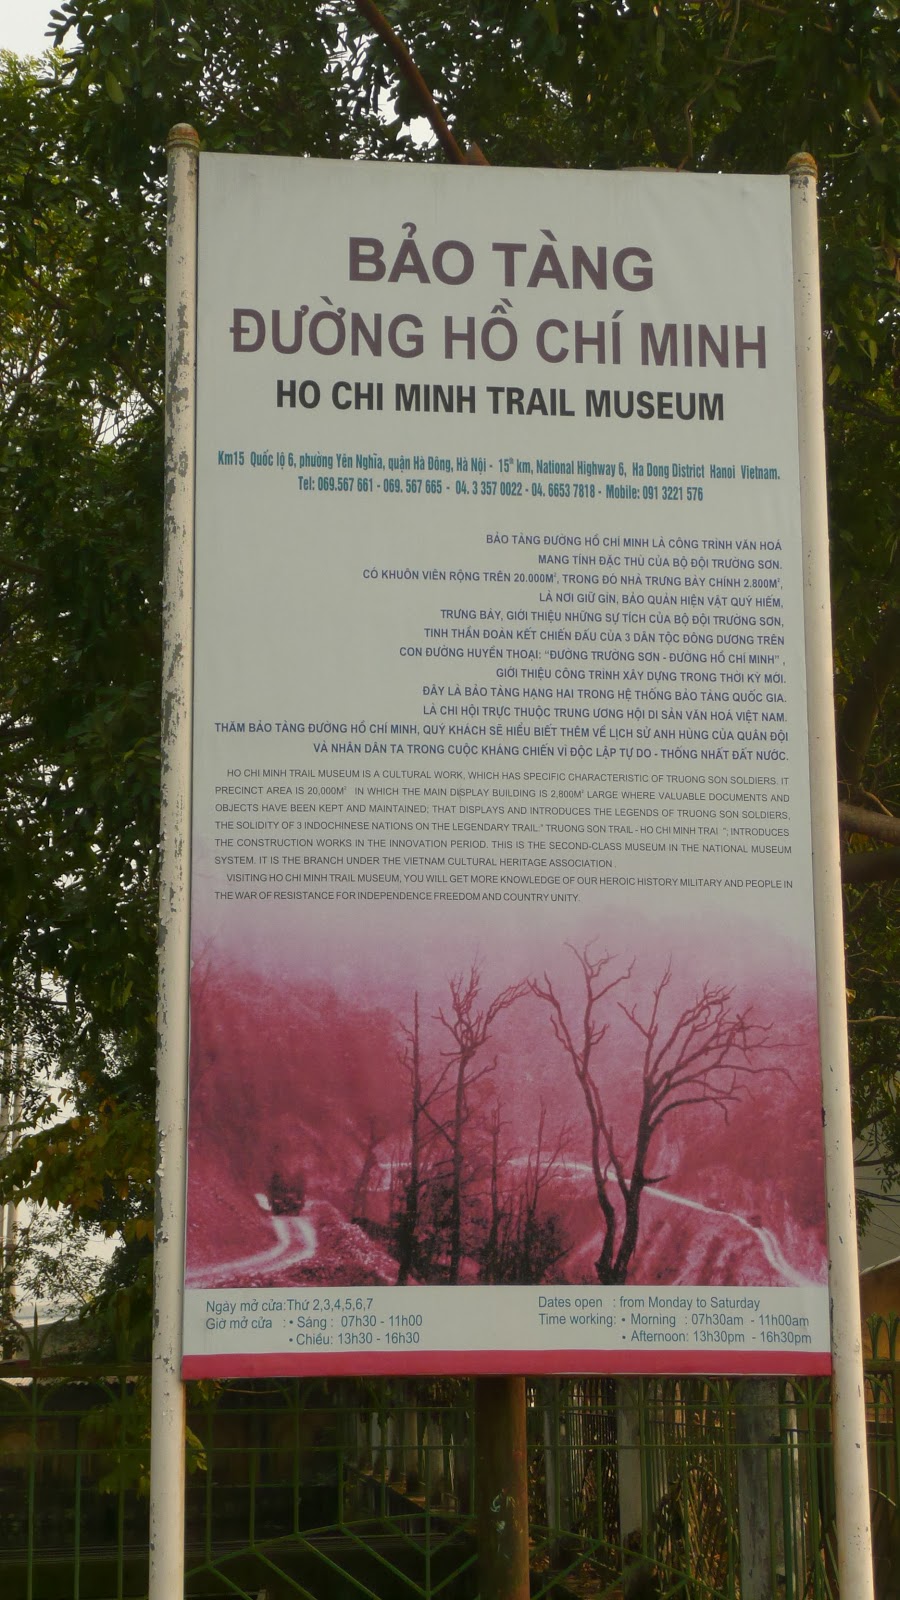 BẢO TÀNG
ĐƯỜNG HỒ CHÍ MINH
HO CHI MINH TRAIL MUSEUM
Km15 Quốc lộ 6, phường Yên Nghĩa, quận Hà Đông, Hà Nội - 15th km, National Highway 6, Ha Dong District Hanoi Vietnam.
Tel: 069.567 661 - 069. 567 665 - 04. 3 357 0022 - 04. 6653 7818 - Mobile: 091 3221 576
BẢO TÀNG ĐƯỜNG HỒ CHÍ MINH LÀ CÔNG TRÌNH VĂN HOÁ
MANG TÍNH ĐẶC THÙ CỦA BỘ ĐỘI TRƯỜNG SƠN.
CÓ KHUÔN VIÊN RỘNG TRÊN 20.000M², TRONG ĐÓ NHÀ TRƯNG BÀY CHÍNH 2.800M²,
LÀ NƠI GIỮ GÌN, BẢO QUẢN HIỆN VẬT QUÝ HIẾM,
TRƯNG BÀY, GIỚI THIỆU NHỮNG SỰ TÍCH CỦA BỘ ĐỘI TRƯỜNG SƠN,
TINH THẦN ĐOÀN KẾT CHIẾN ĐẤU CỦA 3 DÂN TỘC ĐÔNG DƯƠNG TRÊN
CON ĐƯỜNG HUYỀN THOẠI: "ĐƯỜNG TRƯỜNG SƠN - ĐƯỜNG HỒ CHÍ MINH" ,
GIỚI THIỆU CÔNG TRÌNH XÂY DỰNG TRONG THỜI KỲ MỚI.
ĐÂY LÀ BẢO TÀNG HẠNG HAI TRONG HỆ THỐNG BẢO TÀNG QUỐC GIA.
LÀ CHI HỘI TRỰC THUỘC TRUNG ƯƠNG HỘI DI SẢN VĂN HOÁ VIỆT NAM.
THĂM BẢO TÀNG ĐƯỜNG HỒ CHÍ MINH, QUÝ KHÁCH SẼ HIỂU BIẾT THÊM VỀ LỊCH SỬ ANH HÙNG CỦA QUÂN ĐỘI
VÀ NHÂN DÂN TA TRONG CUỘC KHÁNG CHIẾN VÌ ĐỘC LẬP TỰ DO - THỐNG NHẤT ĐẤT NƯỚC.
HO CHI MINH TRAIL MUSEUM IS A CULTURAL WORK, WHICH HAS SPECIFIC CHARACTERISTIC OF TRUONG SON SOLDIERS. IT
PRECINCT AREA IS 20,000M² IN WHICH THE MAIN DISPLAY BUILDING IS 2,800M² LARGE WHERE VALUABLE DOCUMENTS AND
OBJECTS HAVE BEEN KEPT AND MAINTAINED; THAT DISPLAYS AND INTRODUCES THE LEGENDS OF TRUONG SON SOLDIERS,
THE SOLIDITY OF 3 INDOCHINESE NATIONS ON THE LEGENDARY TRAIL:" TRUONG SON TRAIL - HO CHI MINH TRAI "; INTRODUCES
THE CONSTRUCTION WORKS IN THE INNOVATION PERIOD. THIS IS THE SECOND-CLASS MUSEUM IN THE NATIONAL MUSEUM
SYSTEM. IT IS THE BRANCH UNDER THE VIETNAM CULTURAL HERITAGE ASSOCIATION .
VISITING HO CHI MINH TRAIL MUSEUM, YOU WILL GET MORE KNOWLEDGE OF OUR HEROIC HISTORY MILITARY AND PEOPLE IN
THE WAR OF RESISTANCE FOR INDEPENDENCE FREEDOM AND COUNTRY UNITY.
Ngày mở cửa:Thứ 2,3,4,5,6,7
Giờ mở cửa : • Sáng : 07h30 - 11h00
• Chiều: 13h30 - 16h30
Dates open : from Monday to Saturday
Time working: • Morning : 07h30am - 11h00am
• Afternoon: 13h30pm - 16h30pm